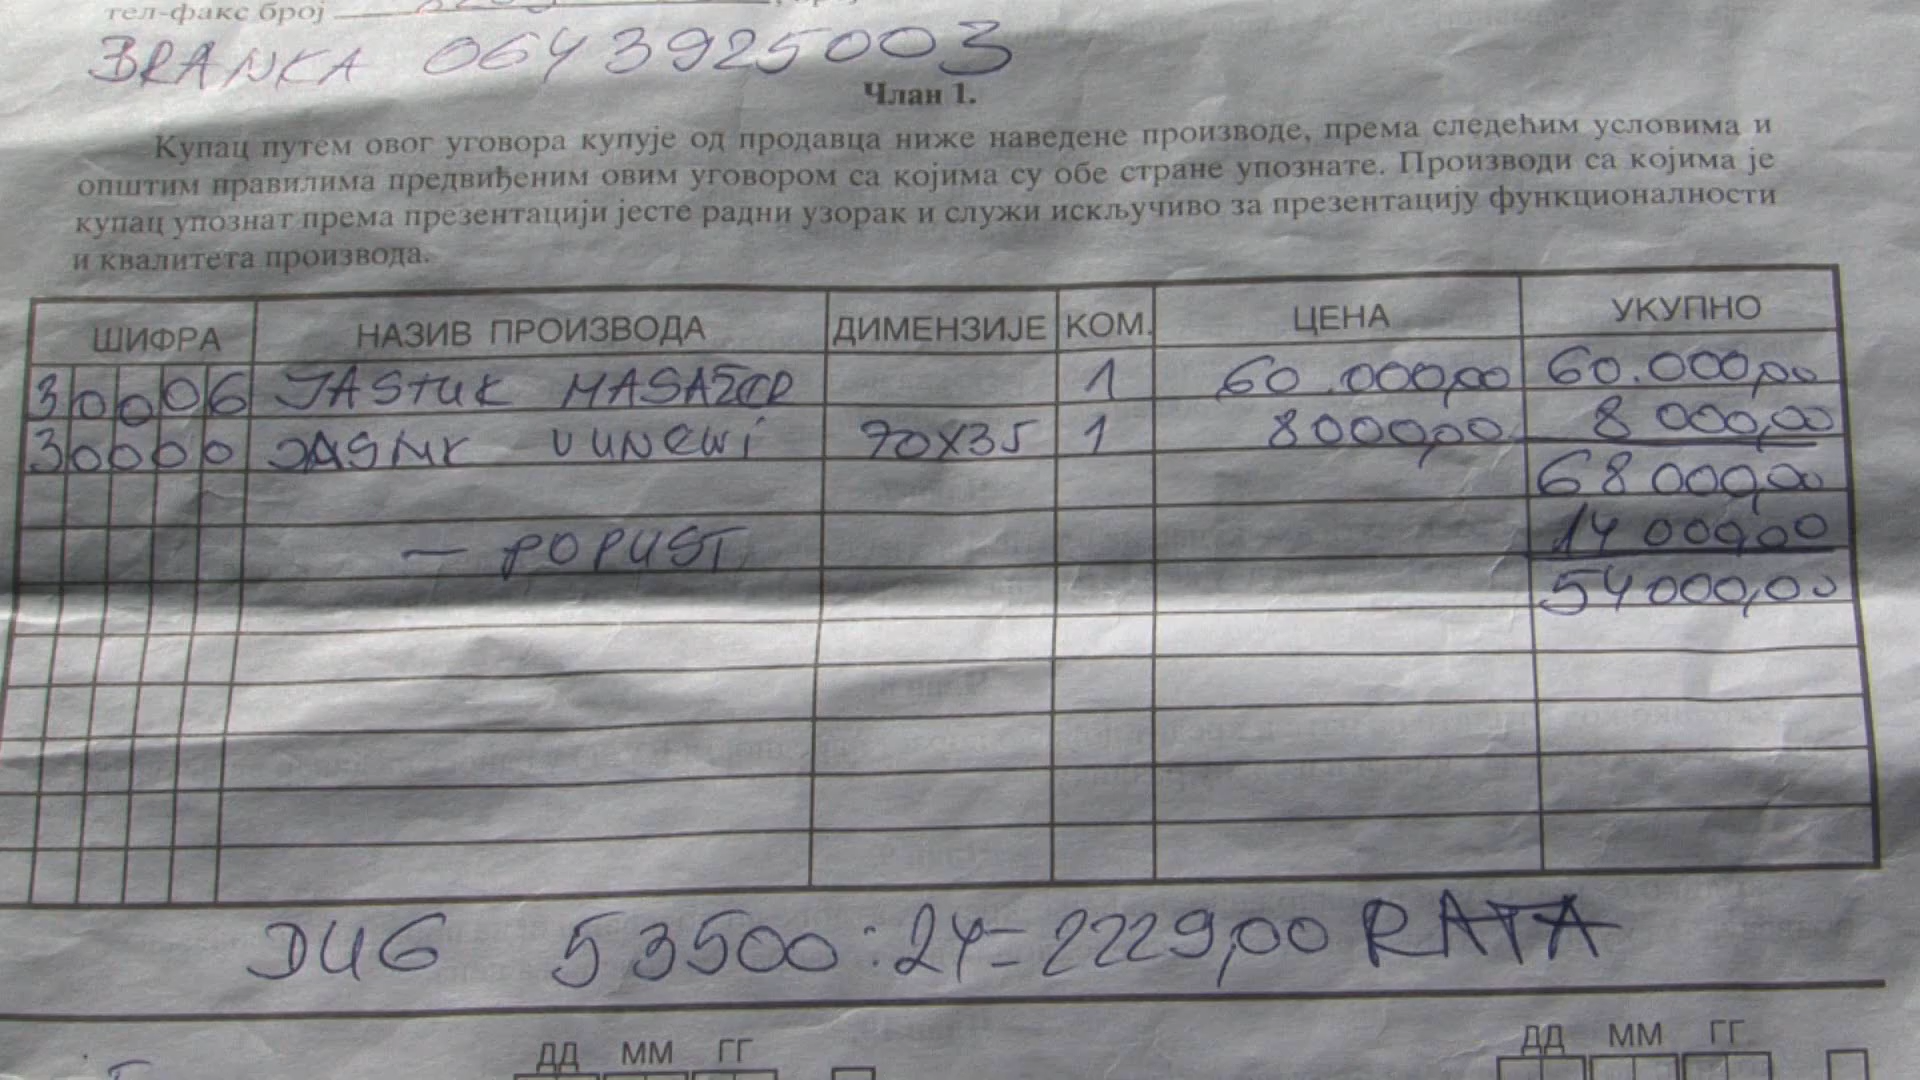 тел-факс број
BRANKA 0643925003
Члан 1.
Купац путем овог уговора купује од продавца ниже наведене производе, према следећим условима и
општим правилима предвиђеним овим уговором са којима су обе стране упознате. Производи са којима је
купац упознат према презентацији јесте радни узорак и служи искључиво за презентацију функционалности
и квалитета производа.
ШИФРА НАЗИВ ПРОИЗВОДА ДИМЕНЗИЈЕ КОМ. ЦЕНА УКУПНО
30006 JASTUK MASAŽER 1 60.000,00 60.000,00
30000 JASTUK VUNENI 70X35 1 8000,00 8 000,00
68 000,00
— POPUST 14 000,00
54 000,00
DUG 53500 : 24 = 2229,00 RATA
ДД ММ ГГ ДД ММ ГГ